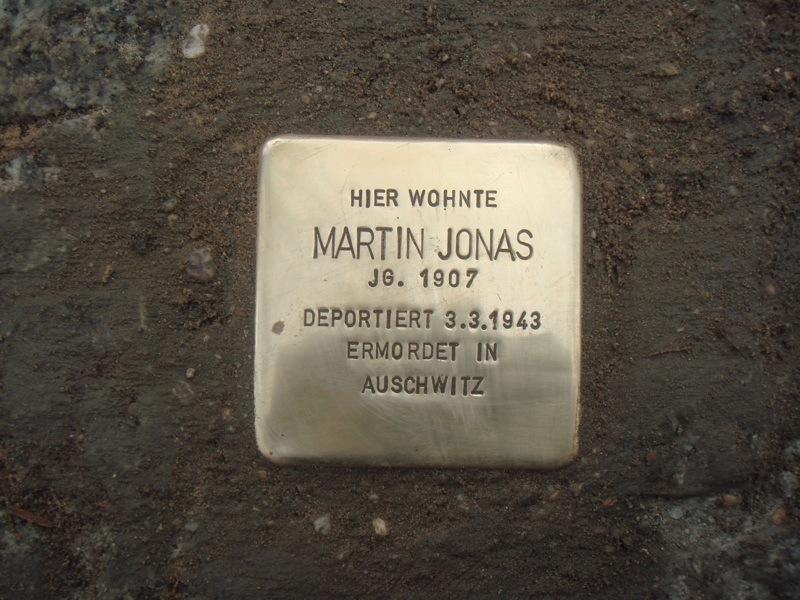 HIER WOHNTE
MARTIN JONAS
JG. 1907
DEPORTIERT 3.3.1943
ERMORDET IN
AUSCHWITZ